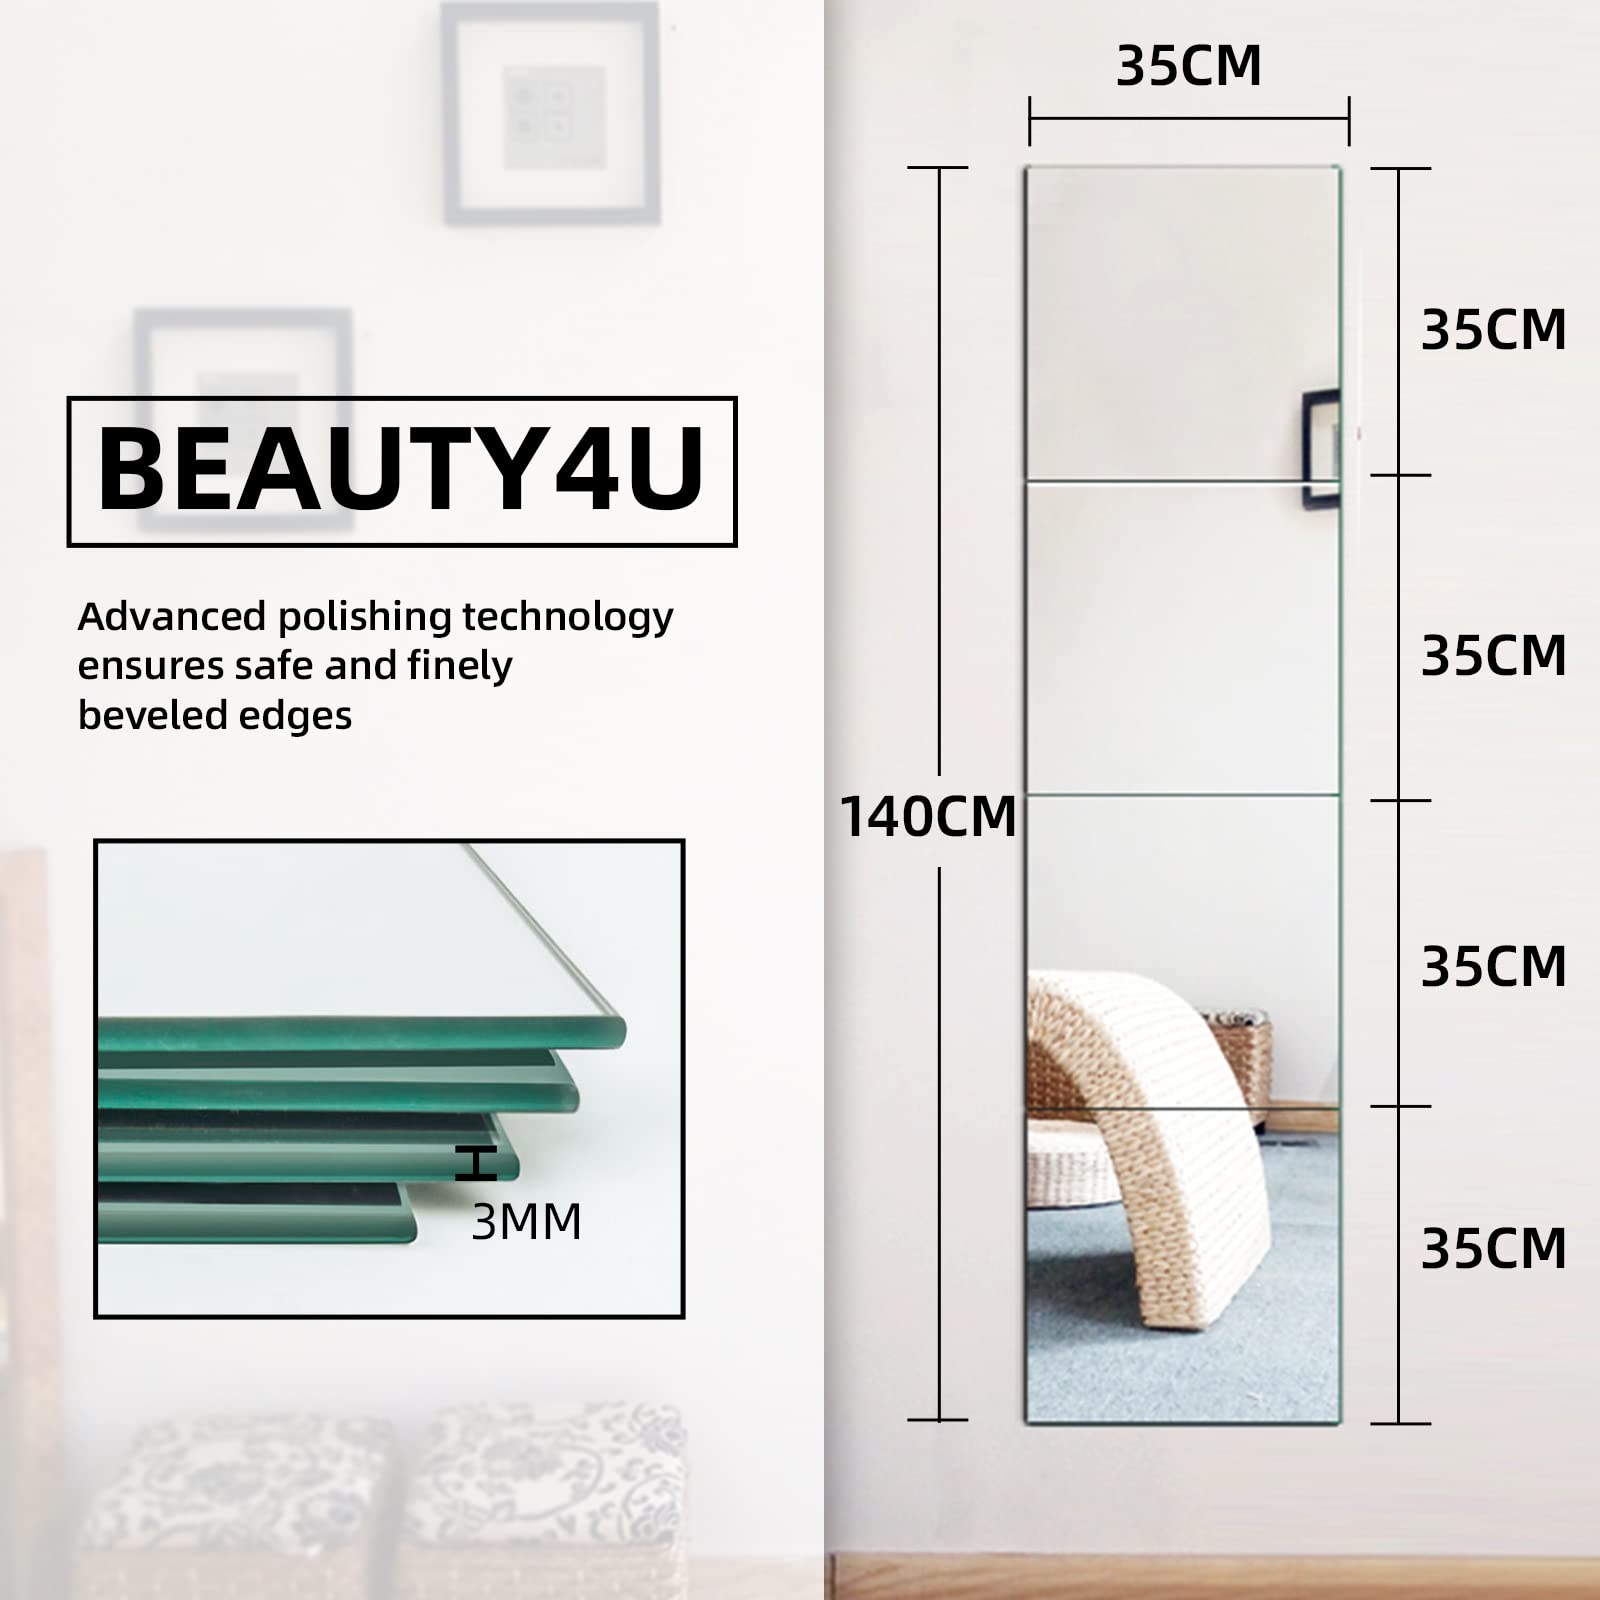 BEAUTY4U
Advanced polishing technology
ensures safe and finely
beveled edges
3MM
35CM
140CM
35CM
35CM
35CM
35CM